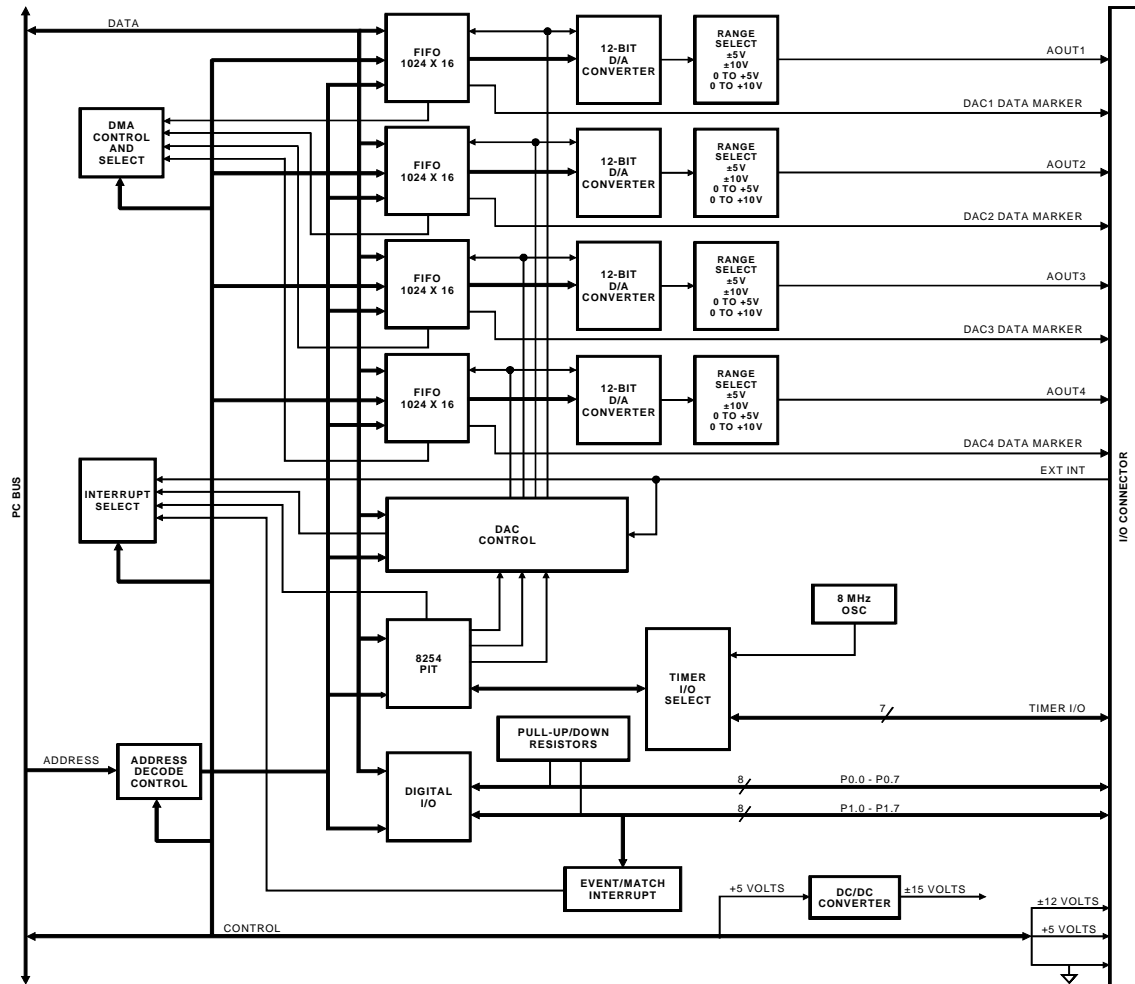 DATA
FIFO
1024 X 16
12-BIT
D/A
CONVERTER
RANGE
SELECT
±5V
±10V
0 TO +5V
0 TO +10V
AOUT1
DAC1 DATA MARKER
DMA
CONTROL
AND
SELECT
FIFO
1024 X 16
12-BIT
D/A
CONVERTER
RANGE
SELECT
±5V
±10V
0 TO +5V
0 TO +10V
AOUT2
DAC2 DATA MARKER
FIFO
1024 X 16
12-BIT
D/A
CONVERTER
RANGE
SELECT
±5V
±10V
0 TO +5V
0 TO +10V
AOUT3
DAC3 DATA MARKER
FIFO
1024 X 16
12-BIT
D/A
CONVERTER
RANGE
SELECT
±5V
±10V
0 TO +5V
0 TO +10V
AOUT4
DAC4 DATA MARKER
EXT INT
PC BUS
INTERRUPT
SELECT
DAC
CONTROL
I/O CONNECTOR
8 MHz
OSC
8254
PIT
TIMER
I/O
SELECT
7
TIMER I/O
PULL-UP/DOWN
RESISTORS
ADDRESS
ADDRESS
DECODE
CONTROL
DIGITAL
I/O
8
P0.0 - P0.7
8
P1.0 - P1.7
EVENT/MATCH
INTERRUPT
+5 VOLTS
DC/DC
CONVERTER
±15 VOLTS
±12 VOLTS
CONTROL
+5 VOLTS